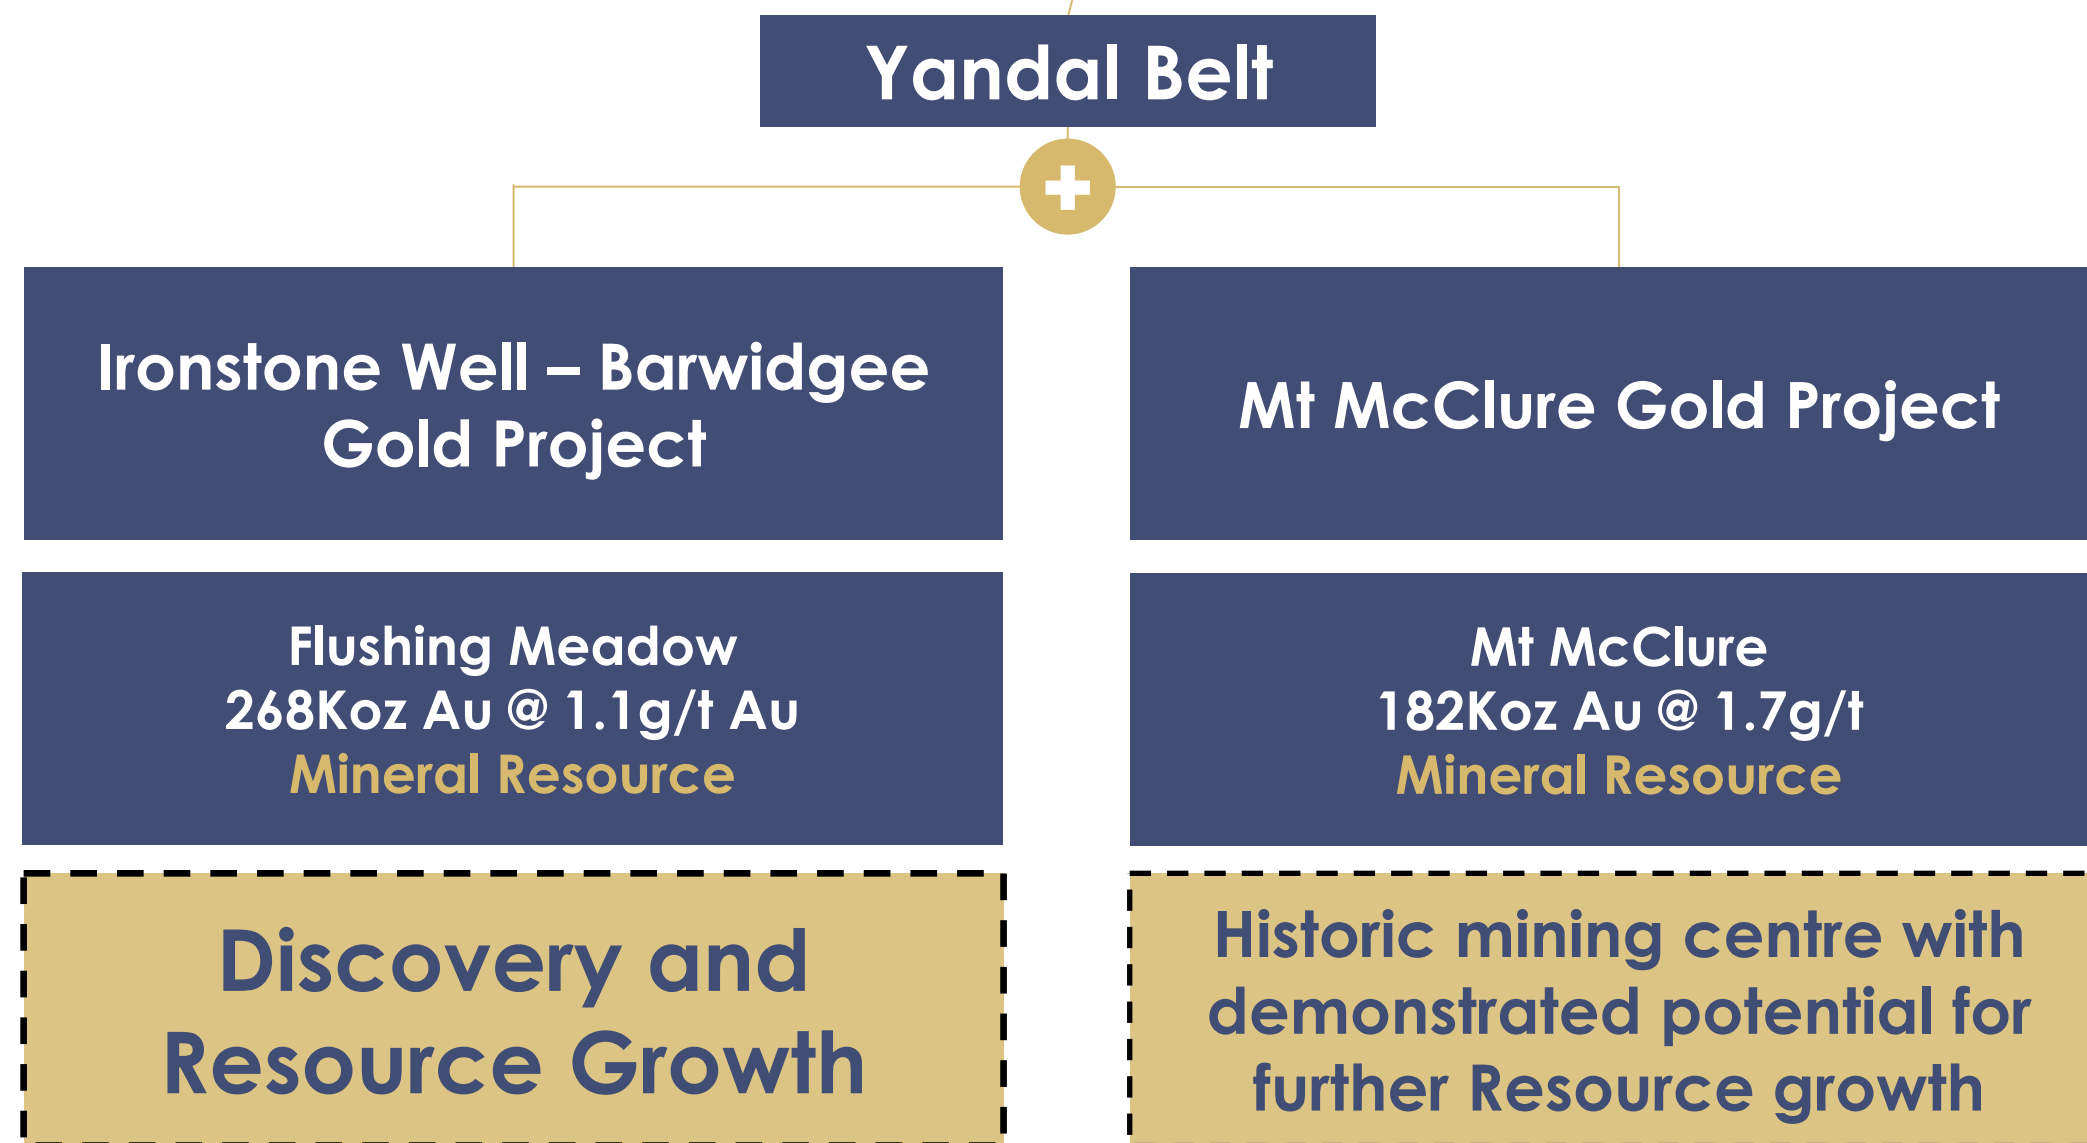 Yandal Belt
Ironstone Well – Barwidgee
Gold Project
Mt McClure Gold Project
Flushing Meadow
268Koz Au @ 1.1g/t Au
Mineral Resource
Mt McClure
182Koz Au @ 1.7g/t
Mineral Resource
Discovery and
Resource Growth
Historic mining centre with
demonstrated potential for
further Resource growth